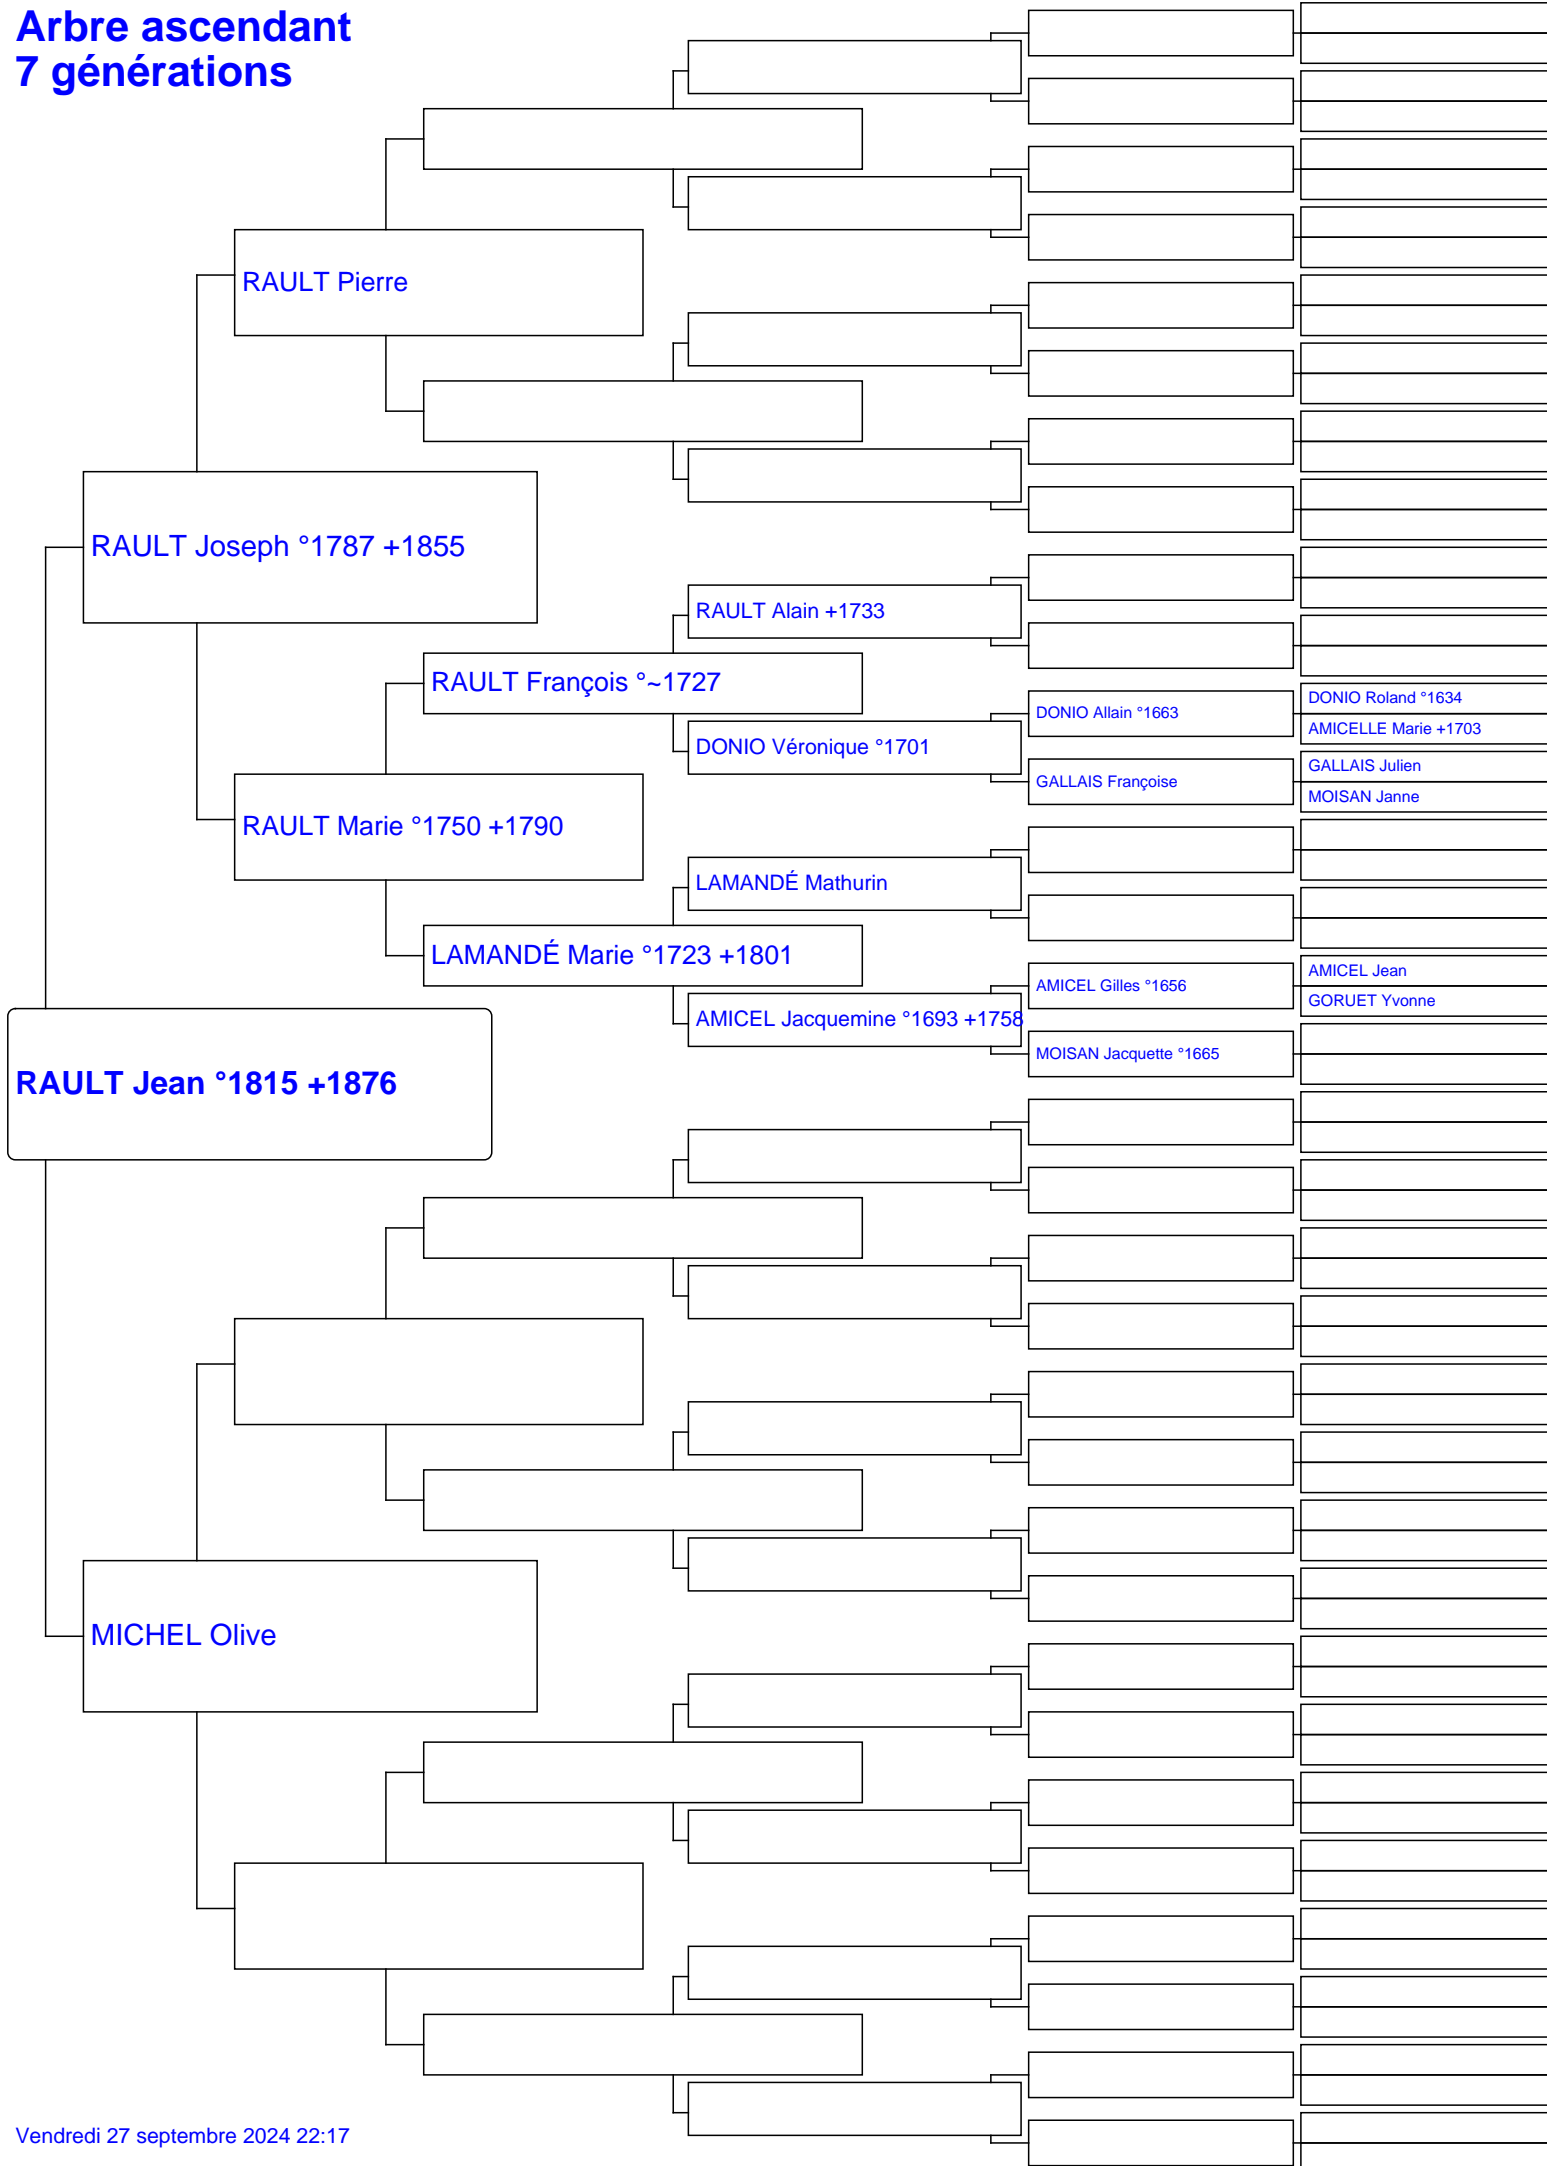 Arbre ascendant
7 générations
RAULT Pierre
RAULT Joseph °1787 +1855
RAULT Alain +1733
RAULT François °~1727
DONIO Allain °1663
DONIO Roland °1634
AMICELLE Marie +1703
DONIO Véronique °1701
GALLAIS Françoise
GALLAIS Julien
MOISAN Janne
RAULT Marie °1750 +1790
LAMANDÉ Mathurin
LAMANDÉ Marie °1723 +1801
AMICEL Gilles °1656
AMICEL Jean
GORUET Yvonne
AMICEL Jacquemine °1693 +1758
MOISAN Jacquette °1665
RAULT Jean °1815 +1876
MICHEL Olive
Vendredi 27 septembre 2024 22:17